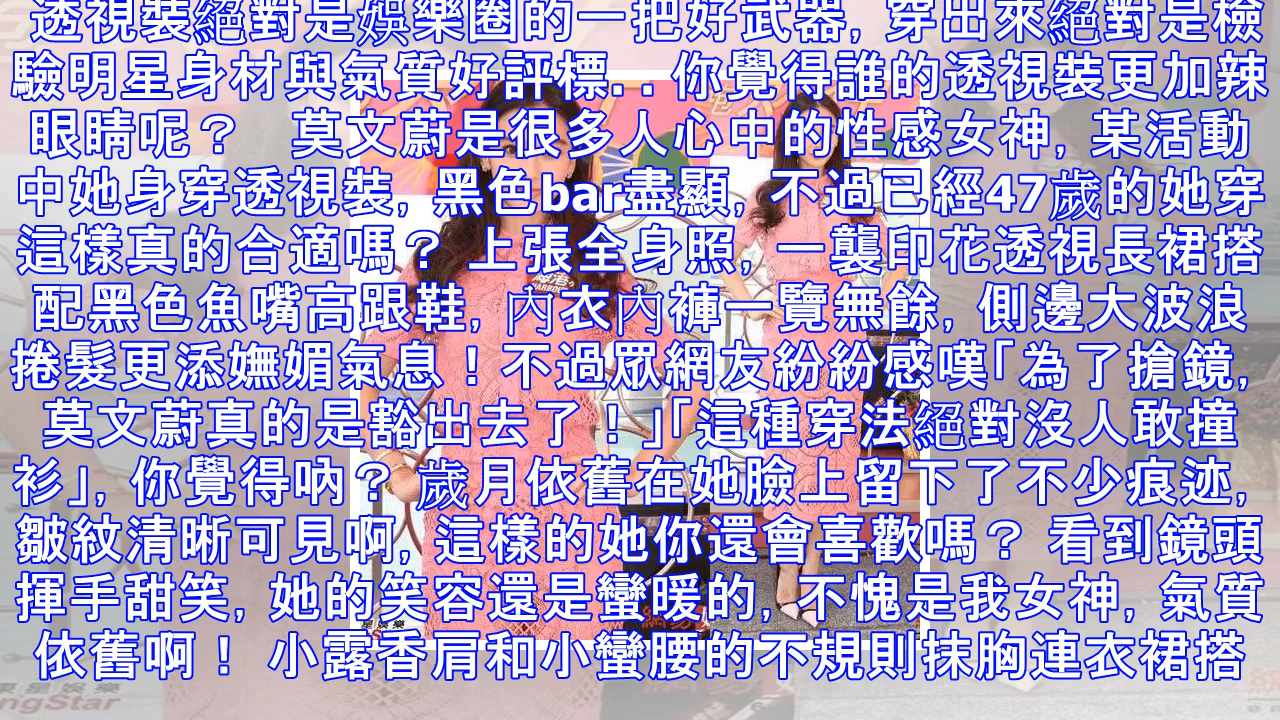 透視裝絕對是娛樂圈的一把好武器, 穿出來絕對是檢
驗明星身材與氣質好評標. . 你覺得誰的透視裝更加辣
眼睛呢？ 莫文蔚是很多人心中的性感女神, 某活動
中她身穿透視裝, 黑色bar盡顯, 不過已經47歲的她穿
這樣真的合適嗎？ 上張全身照, 一襲印花透視長裙搭
配黑色魚嘴高跟鞋, 內衣內褲一覽無餘, 側邊大波浪
捲髮更添嫵媚氣息！不過眾網友紛紛感嘆「為了搶鏡,
莫文蔚真的是豁出去了！」「這種穿法絕對沒人敢撞
衫」, 你覺得吶？ 歲月依舊在她臉上留下了不少痕迹,
皺紋清晰可見啊, 這樣的她你還會喜歡嗎？ 看到鏡頭
揮手甜笑, 她的笑容還是蠻暖的, 不愧是我女神, 氣質
依舊啊！ 小露香肩和小蠻腰的不規則抹胸連衣裙搭
東星娛樂
ngStar